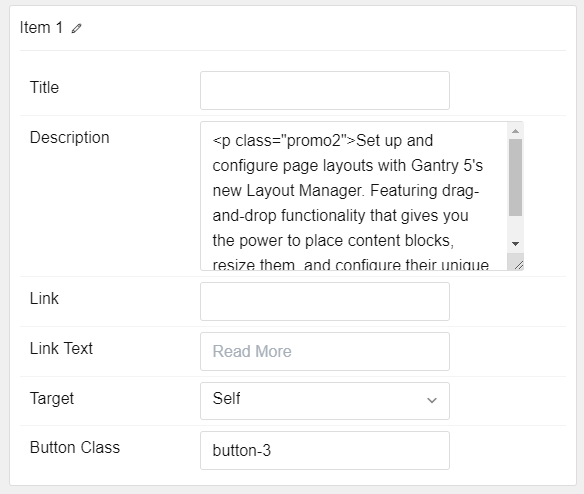 Item 1
Title
Description
<p class="promo2">Set up and
configure page layouts with Gantry 5's
new Layout Manager. Featuring drag-
and-drop functionality that gives you
the power to place content blocks,
resize them, and configure their unique
Link
Link Text
Read More
Target
Self
Button Class
button-3